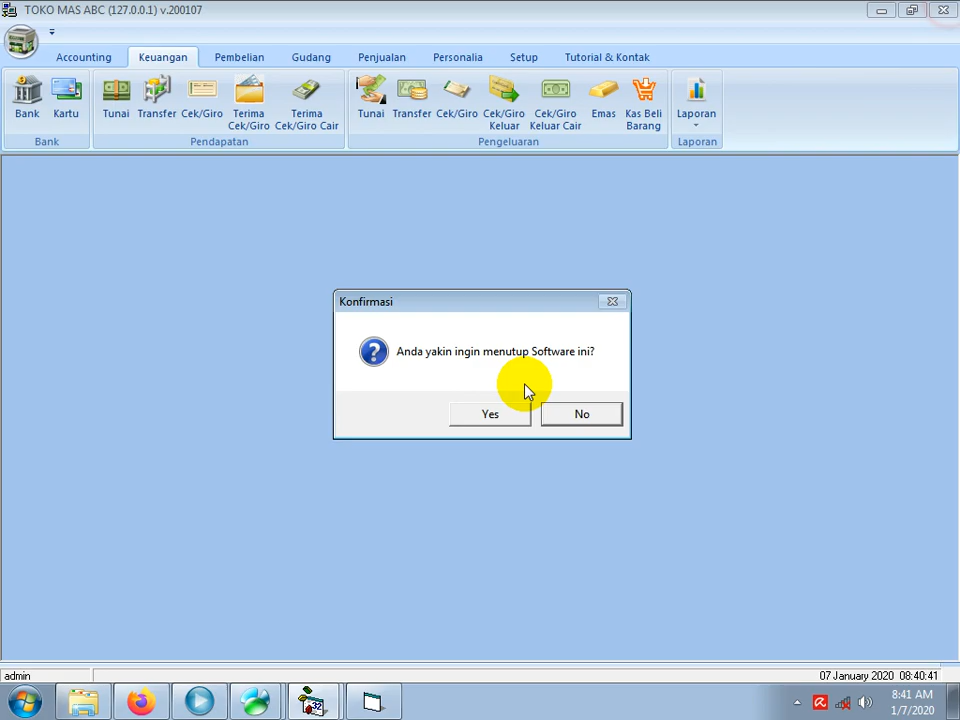 TOKO MAS ABC (127.0.0.1) v.200107
Accounting Keuangan Pembelian Gudang Penjualan Personalia Setup Tutorial & Kontak
Bank Kartu Tunai Transfer Cek/Giro Terima Cek/Giro Terima Cek/Giro Cair Tunai Transfer Cek/Giro Cek/Giro Keluar Cek/Giro Keluar Cair Emas Kas Beli Barang Laporan
Bank Pendapatan Pengeluaran Laporan
Konfirmasi
Anda yakin ingin menutup Software ini?
Yes No
admin 07 January 2020 08:40:41
32 8:41 AM
1/7/2020